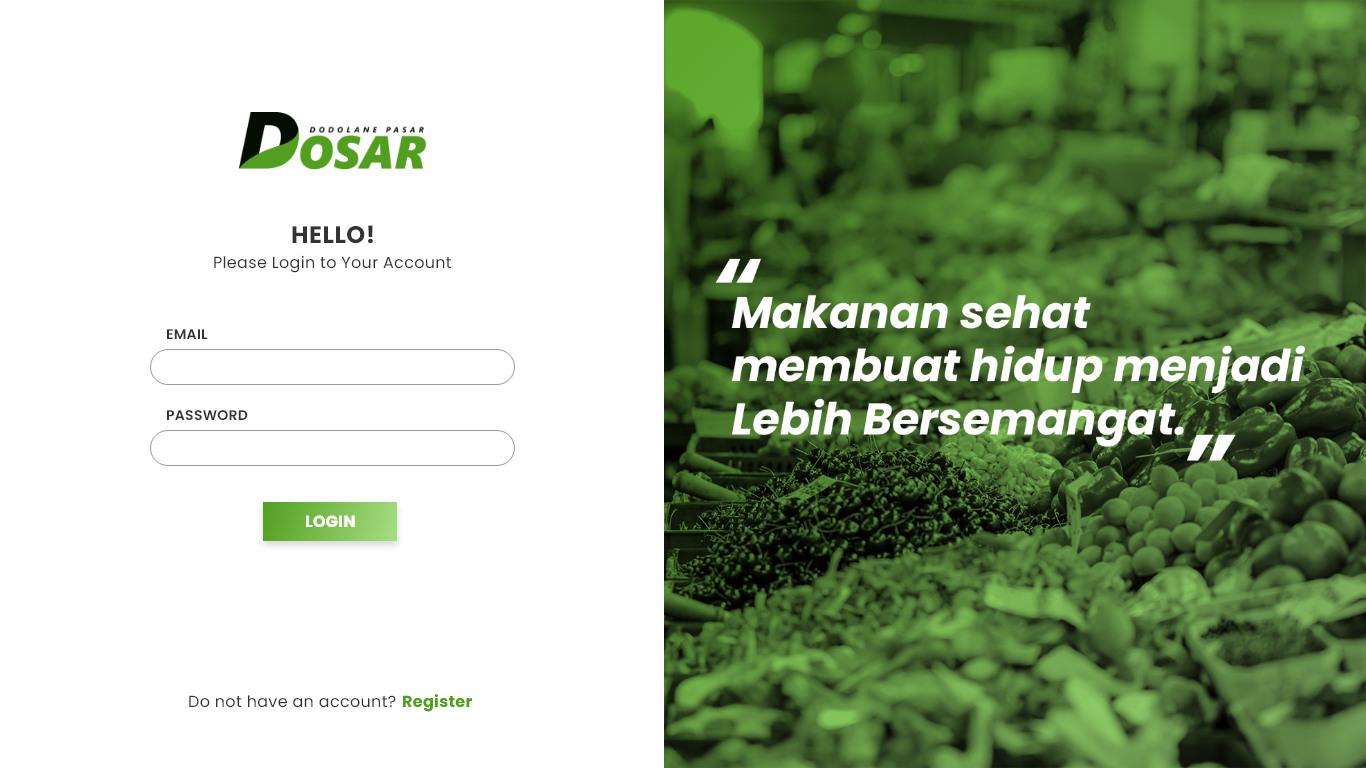 DODOLANE PASAR
DOSAR
HELLO!
Please Login to Your Account
EMAIL
PASSWORD
LOGIN
Do not have an account? Register
“Makanan sehat
membuat hidup menjadi
Lebih Bersemangat.”